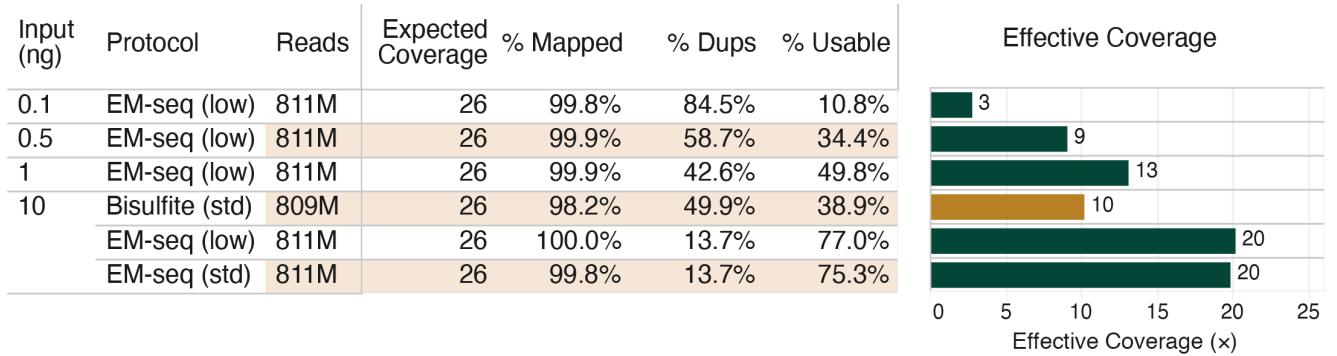 Input (ng) Protocol Reads Expected Coverage % Mapped % Dups % Usable Effective Coverage
0.1 EM-seq (low) 811M 26 99.8% 84.5% 10.8% 3
0.5 EM-seq (low) 811M 26 99.9% 58.7% 34.4% 9
1 EM-seq (low) 811M 26 99.9% 42.6% 49.8% 13
10 Bisulfite (std) 809M 26 98.2% 49.9% 38.9% 10
EM-seq (low) 811M 26 100.0% 13.7% 77.0% 20
EM-seq (std) 811M 26 99.8% 13.7% 75.3% 20
0 5 10 15 20 25
Effective Coverage (×)